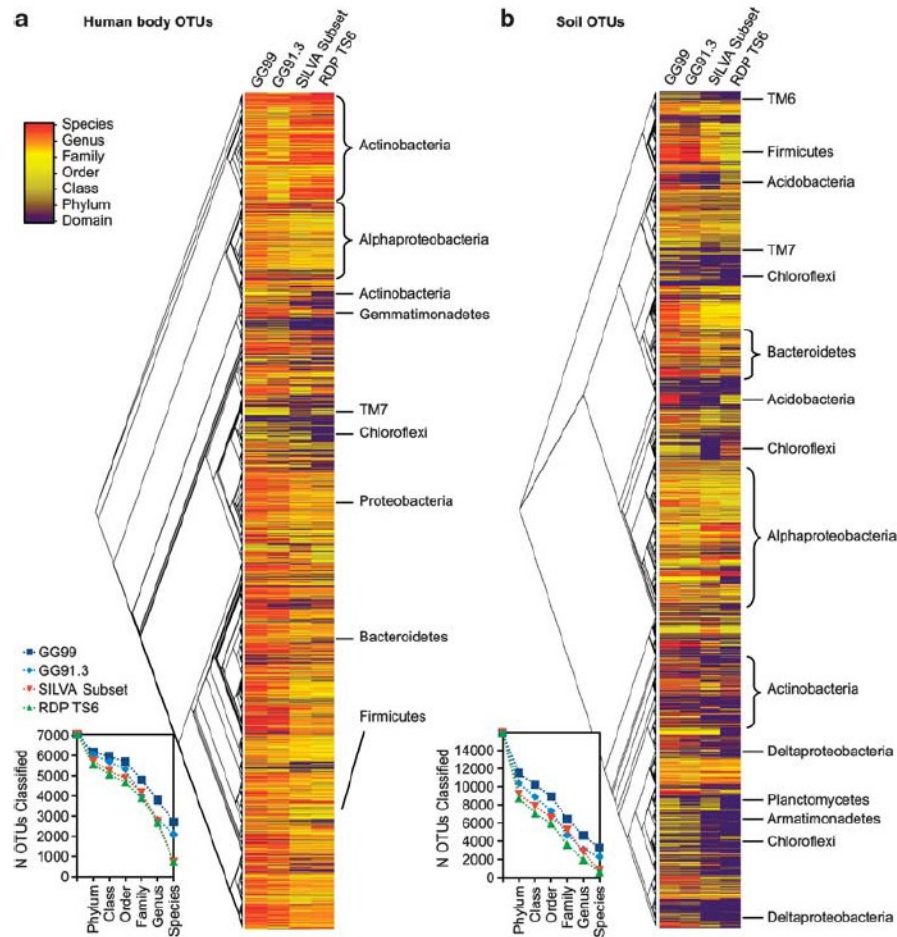 a
Human body OTUs
GG99
GG91.3
SILVA Subset
RDP TS6
Species
Genus
Family
Order
Class
Phylum
Domain
Actinobacteria
Alphaproteobacteria
Actinobacteria
Gemmatimonadetes
TM7
Chloroflexi
Proteobacteria
Bacteroidetes
Firmicutes
GG99
GG91.3
SILVA Subset
RDP TS6
N OTUs Classified
7000
6000
5000
4000
3000
2000
1000
0
Phylum
Class
Order
Family
Genus
Species
b
Soil OTUs
GG99
GG91.3
SILVA Subset
RDP TS6
TM6
Firmicutes
Acidobacteria
TM7
Chloroflexi
Bacteroidetes
Acidobacteria
Chloroflexi
Alphaproteobacteria
Actinobacteria
Deltaproteobacteria
Planctomycetes
Armatimonadetes
Chloroflexi
Deltaproteobacteria
N OTUs Classified
14000
12000
10000
8000
6000
4000
2000
0
Phylum
Class
Order
Family
Genus
Species